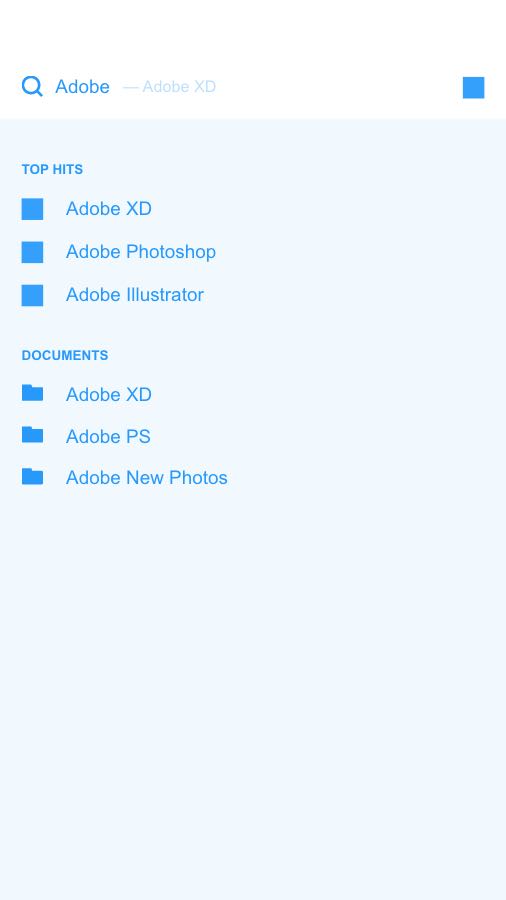 Adobe — Adobe XD
TOP HITS
Adobe XD
Adobe Photoshop
Adobe Illustrator
DOCUMENTS
Adobe XD
Adobe PS
Adobe New Photos